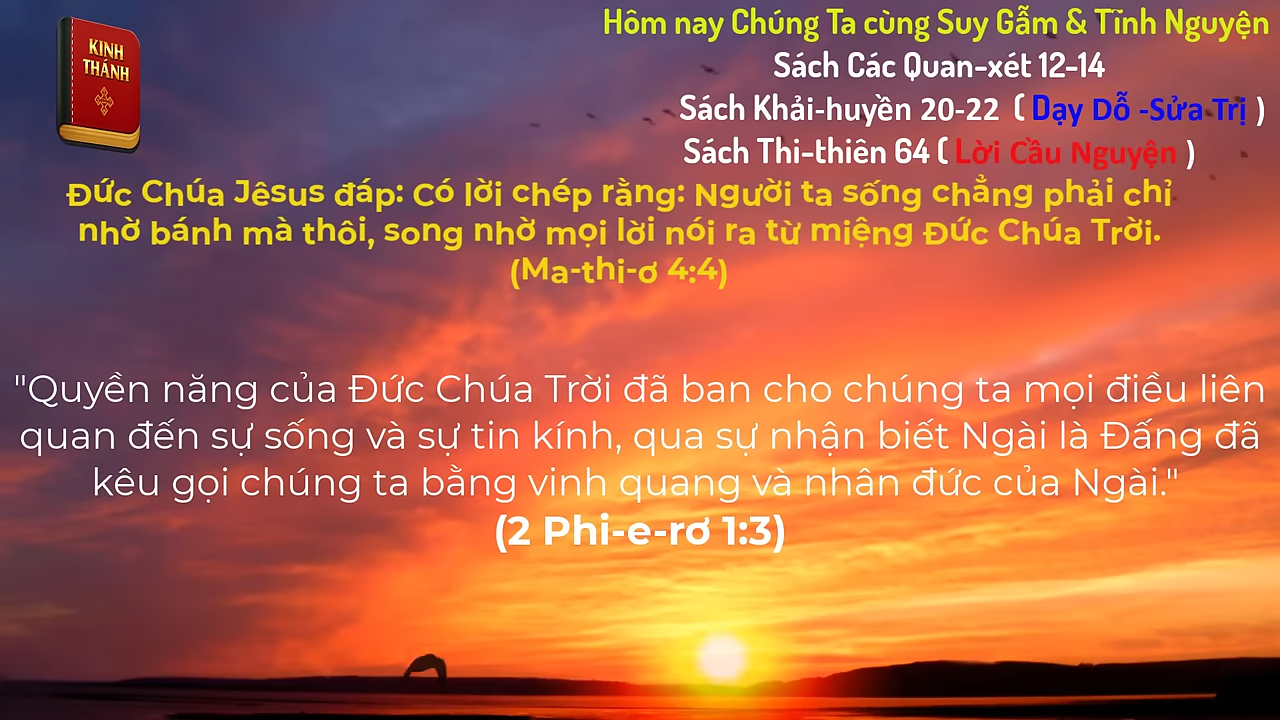 KINH
THÁNH
Hôm nay Chúng Ta cùng Suy Gẫm & Tĩnh Nguyện
Sách Các Quan-xét 12-14
Sách Khải-huyền 20-22 ( Dạy Dỗ -Sửa Trị )
Sách Thi-thiên 64 ( Lời Cầu Nguyện )
Đức Chúa Jêsus đáp: Có lời chép rằng: Người ta sống chẳng phải chỉ
nhờ bánh mà thôi, song nhờ mọi lời nói ra từ miệng Đức Chúa Trời.
(Ma-thi-ơ 4:4)
"Quyền năng của Đức Chúa Trời đã ban cho chúng ta mọi điều liên
quan đến sự sống và sự tin kính, qua sự nhận biết Ngài là Đấng đã
kêu gọi chúng ta bằng vinh quang và nhân đức của Ngài."
(2 Phi-e-rơ 1:3)